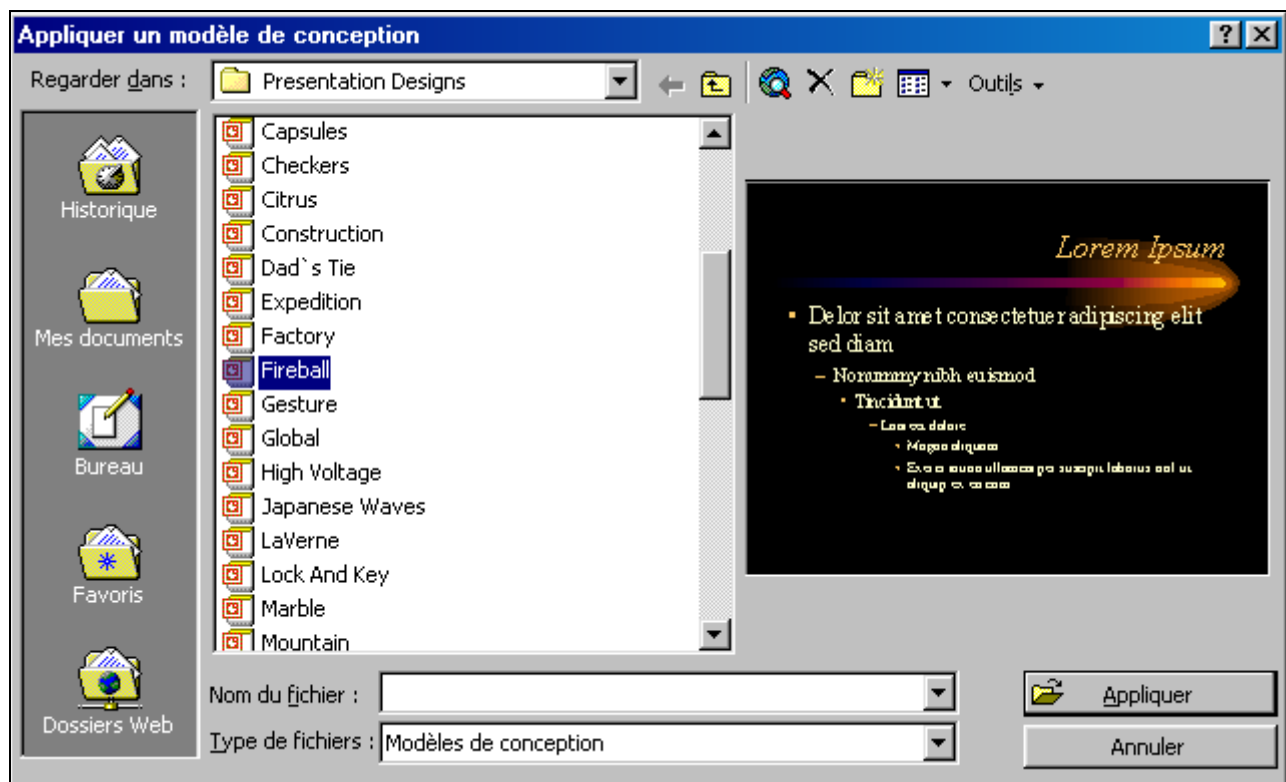 Appliquer un modèle de conception
Regarder dans :
Presentation Designs
Outils
Historique
Mes documents
Bureau
Favoris
Dossiers Web
Capsules
Checkers
Citrus
Construction
Dad`s Tie
Expedition
Factory
Fireball
Gesture
Global
High Voltage
Japanese Waves
LaVerne
Lock And Key
Marble
Mountain
Lorem Ipsum
Delor sit amet consectetuer adipiscing elit
sed diam
– Nonummy nibh euismod
Tincidunt ut
Magna aliquam
Nom du fichier :
Appliquer
Type de fichiers :
Modèles de conception
Annuler